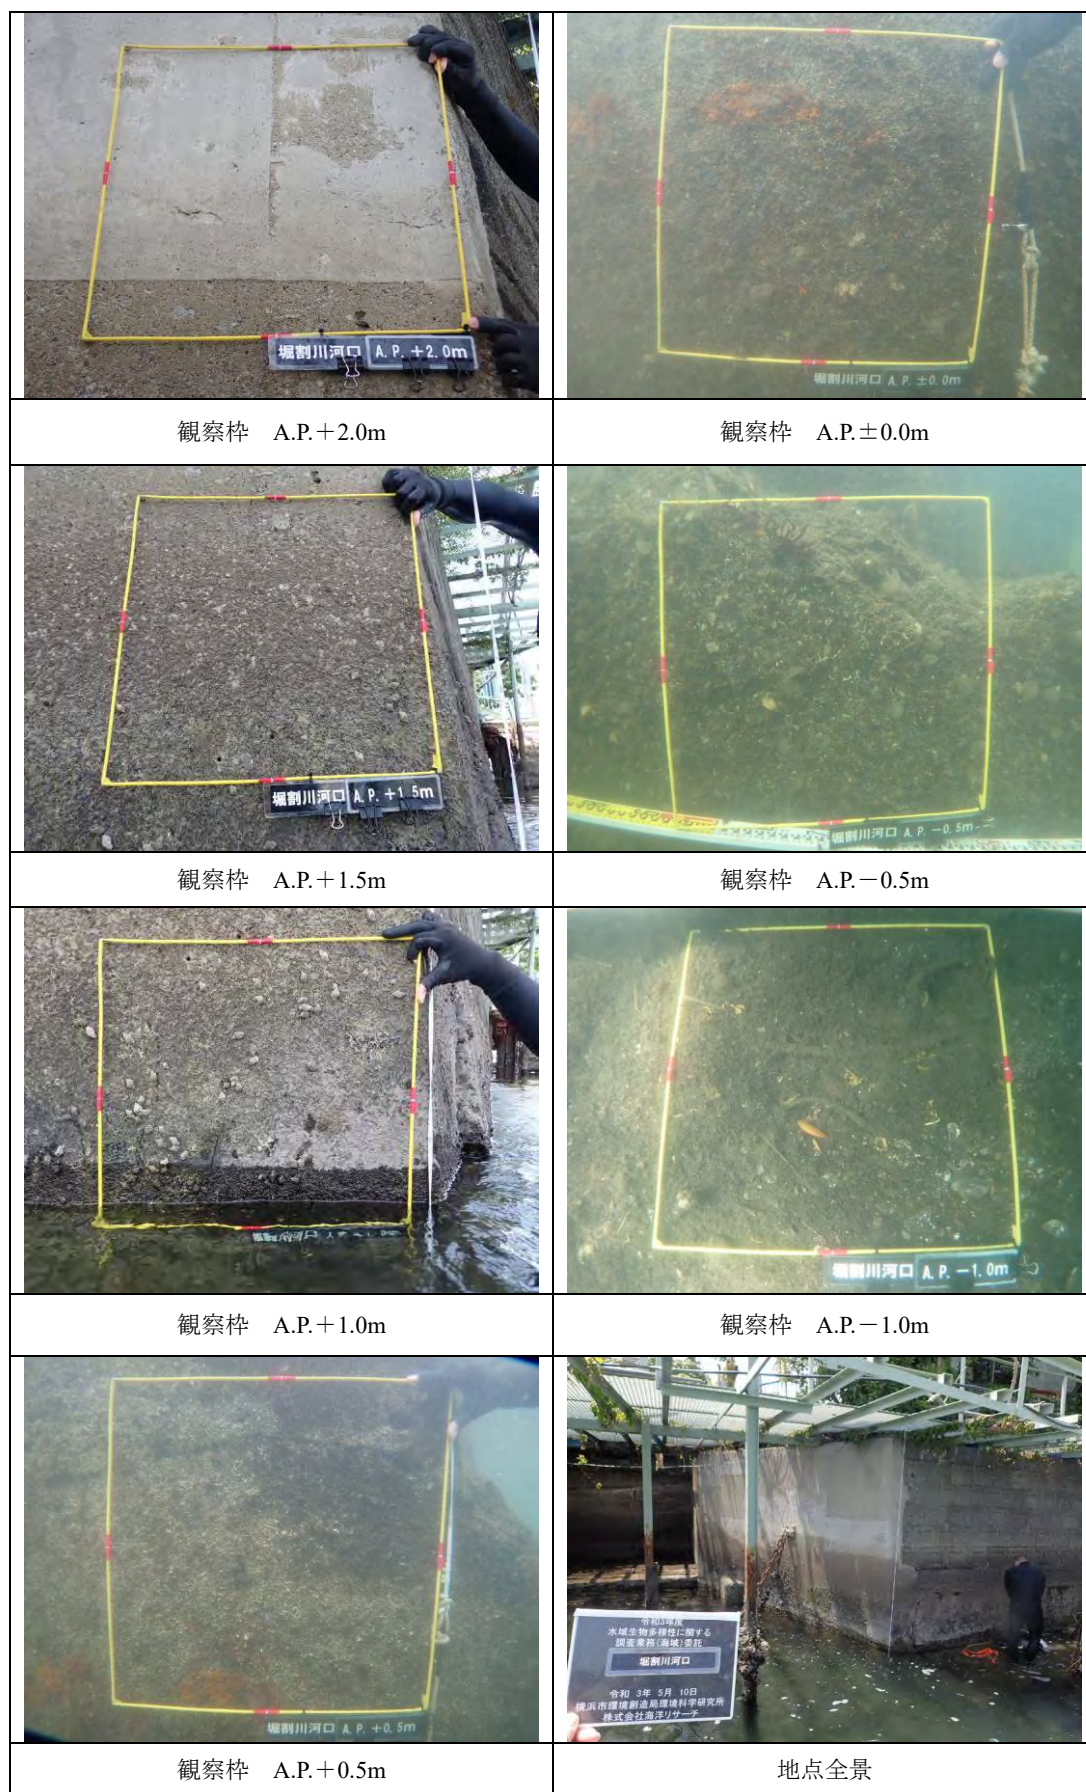 堀割川河口 A.P.+2.0m
観察枠 A.P.+2.0m
堀割川河口 A.P.±0.0m
観察枠 A.P.±0.0m
堀割川河口 A.P.+1.5m
観察枠 A.P.+1.5m
堀割川河口 A.P.-0.5m
観察枠 A.P.-0.5m
観察枠 A.P.+1.0m
堀割川河口 A.P.-1.0m
観察枠 A.P.-1.0m
堀割川河口 A.P.+0.5m
観察枠 A.P.+0.5m
令和3年度
水域生物多様性に関する
調査業務(海域)委託
堀割川河口
令和 3年 5月 10日
横浜市環境創造局環境科学研究所
株式会社海洋リサーチ
地点全景